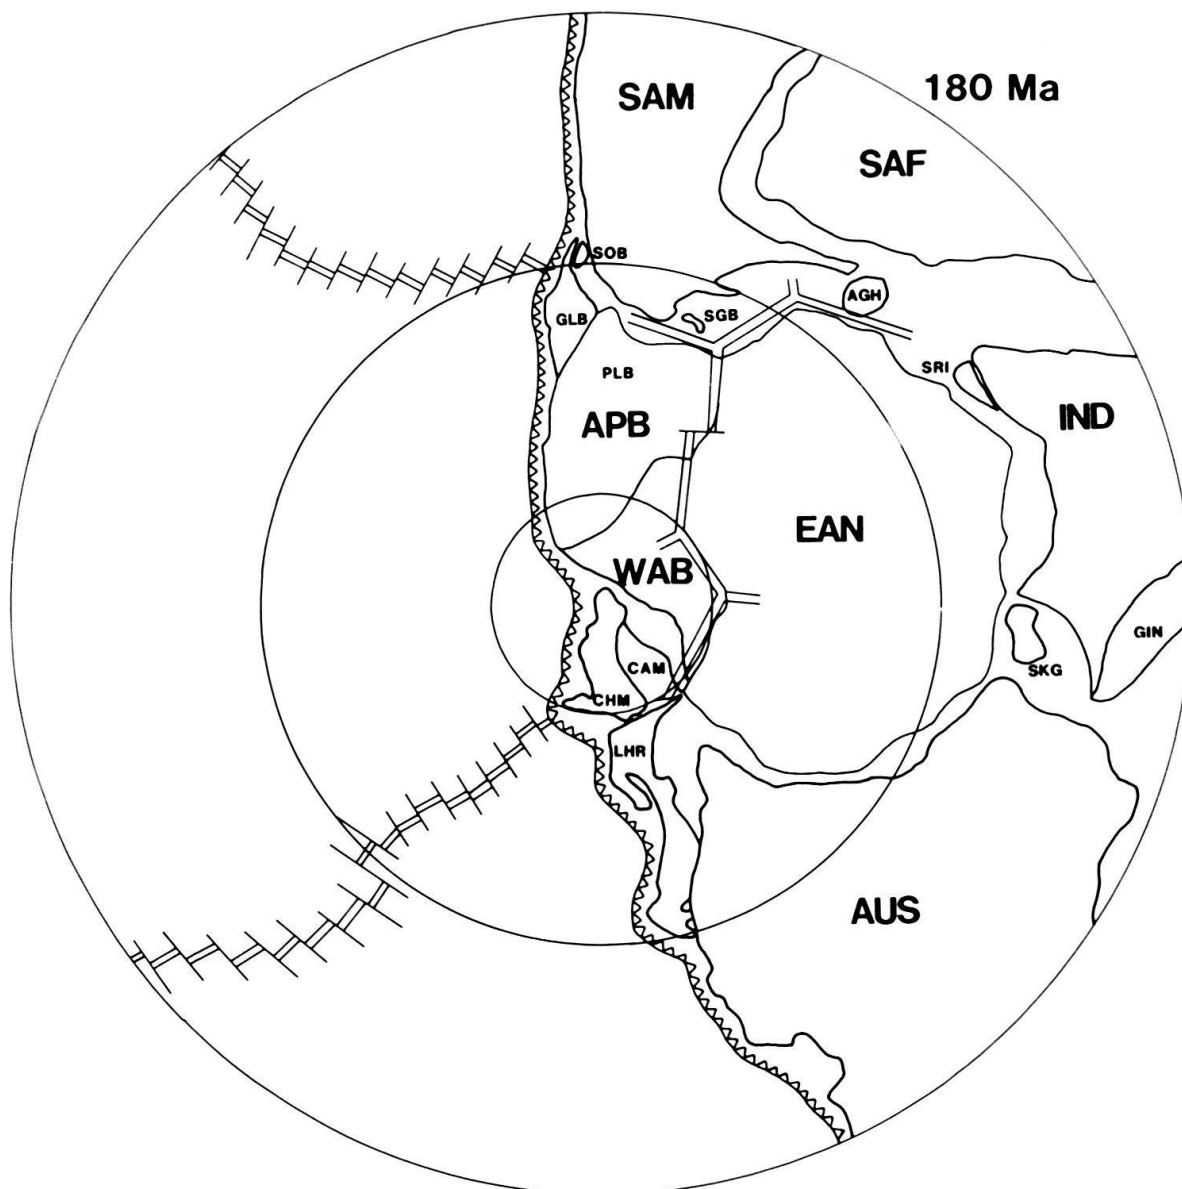 180 Ma
SAM
SAF
SOB
AGH
GLB
SGB
SRI
PLB
IND
APB
EAN
WAB
GIN
CAM
SKG
CHM
LHR
AUS